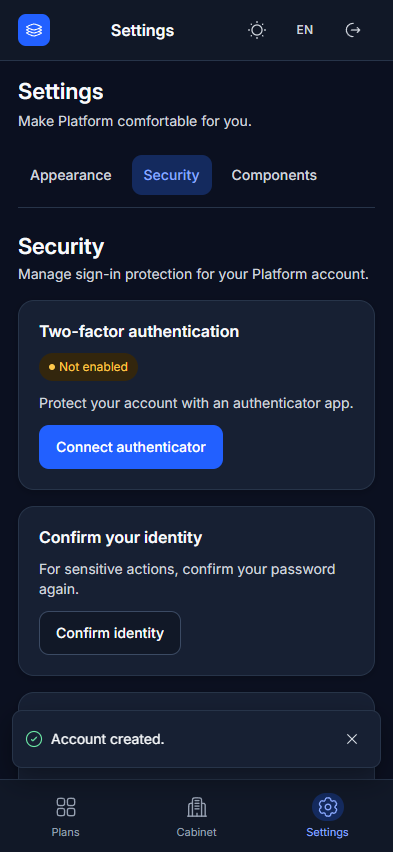 Settings
EN
Settings
Make Platform comfortable for you.
Appearance
Security
Components
Security
Manage sign-in protection for your Platform account.
Two-factor authentication
Not enabled
Protect your account with an authenticator app.
Connect authenticator
Confirm your identity
For sensitive actions, confirm your password
again.
Confirm identity
Account created.
Plans
Cabinet
Settings